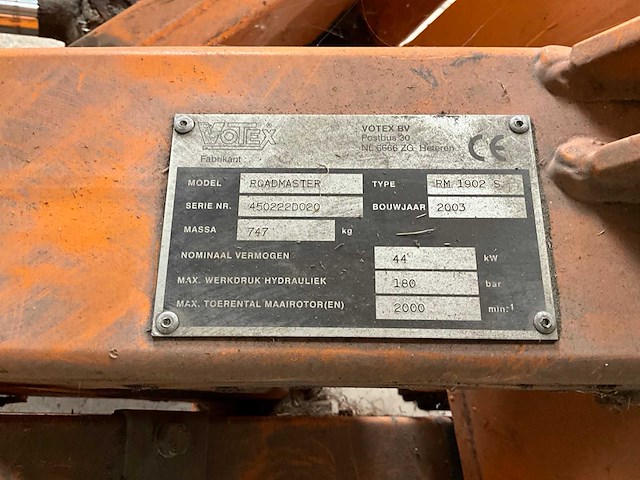 VOTEX
Fabrikant
VOTEX BV
Postbus 30
NL 6666 ZG Heteren
CE
MODEL ROADMASTER TYPE RM 1902 S
SERIE NR. 450222D020 BOUWJAAR 2003
MASSA 747 kg
NOMINAAL VERMOGEN 44 kW
MAX. WERKDRUK HYDRAULIEK 180 bar
MAX. TOERENTAL MAAIROTOR(EN) 2000 min:¹